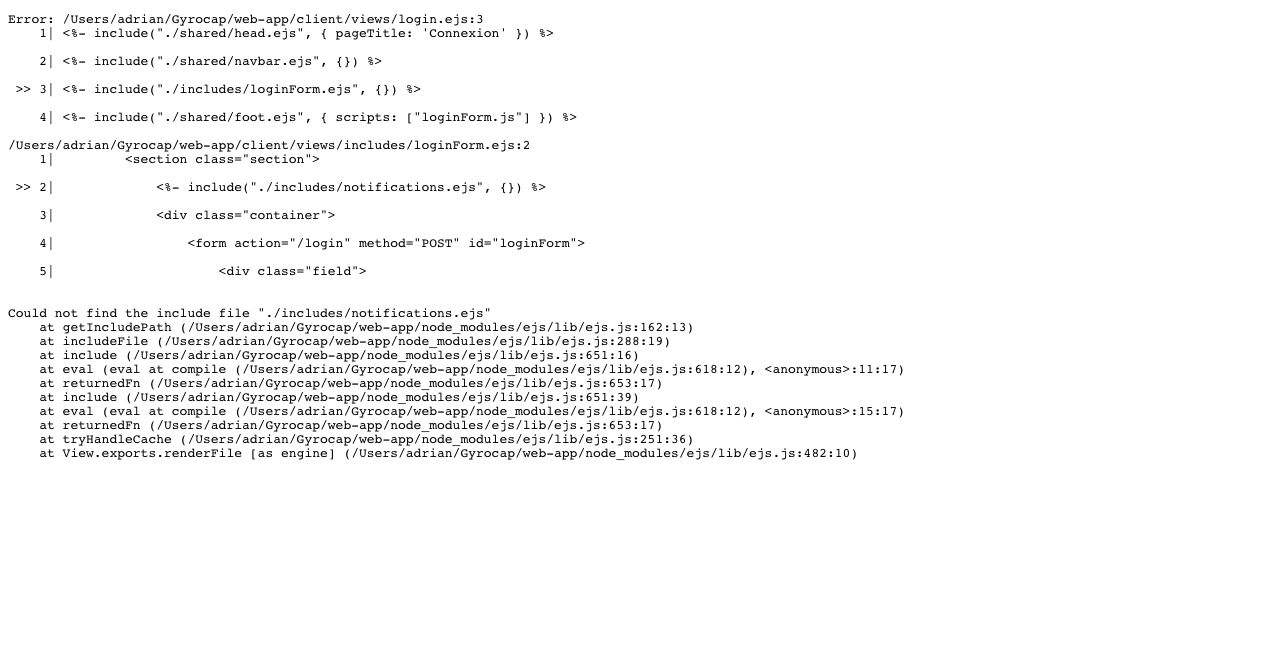 Error: /Users/adrian/Gyrocap/web-app/client/views/login.ejs:3
    1| <%- include("./shared/head.ejs", { pageTitle: 'Connexion' }) %>
    2| <%- include("./shared/navbar.ejs", {}) %>
 >> 3| <%- include("./includes/loginForm.ejs", {}) %>
    4| <%- include("./shared/foot.ejs", { scripts: ["loginForm.js"] }) %>
/Users/adrian/Gyrocap/web-app/client/views/includes/loginForm.ejs:2
    1|         <section class="section">
 >> 2|             <%- include("./includes/notifications.ejs", {}) %>
    3|             <div class="container">
    4|                 <form action="/login" method="POST" id="loginForm">
    5|                     <div class="field">
Could not find the include file "./includes/notifications.ejs"
    at getIncludePath (/Users/adrian/Gyrocap/web-app/node_modules/ejs/lib/ejs.js:162:13)
    at includeFile (/Users/adrian/Gyrocap/web-app/node_modules/ejs/lib/ejs.js:288:19)
    at include (/Users/adrian/Gyrocap/web-app/node_modules/ejs/lib/ejs.js:651:16)
    at eval (eval at compile (/Users/adrian/Gyrocap/web-app/node_modules/ejs/lib/ejs.js:618:12), <anonymous>:11:17)
    at returnedFn (/Users/adrian/Gyrocap/web-app/node_modules/ejs/lib/ejs.js:653:17)
    at include (/Users/adrian/Gyrocap/web-app/node_modules/ejs/lib/ejs.js:651:39)
    at eval (eval at compile (/Users/adrian/Gyrocap/web-app/node_modules/ejs/lib/ejs.js:618:12), <anonymous>:15:17)
    at returnedFn (/Users/adrian/Gyrocap/web-app/node_modules/ejs/lib/ejs.js:653:17)
    at tryHandleCache (/Users/adrian/Gyrocap/web-app/node_modules/ejs/lib/ejs.js:251:36)
    at View.exports.renderFile [as engine] (/Users/adrian/Gyrocap/web-app/node_modules/ejs/lib/ejs.js:482:10)